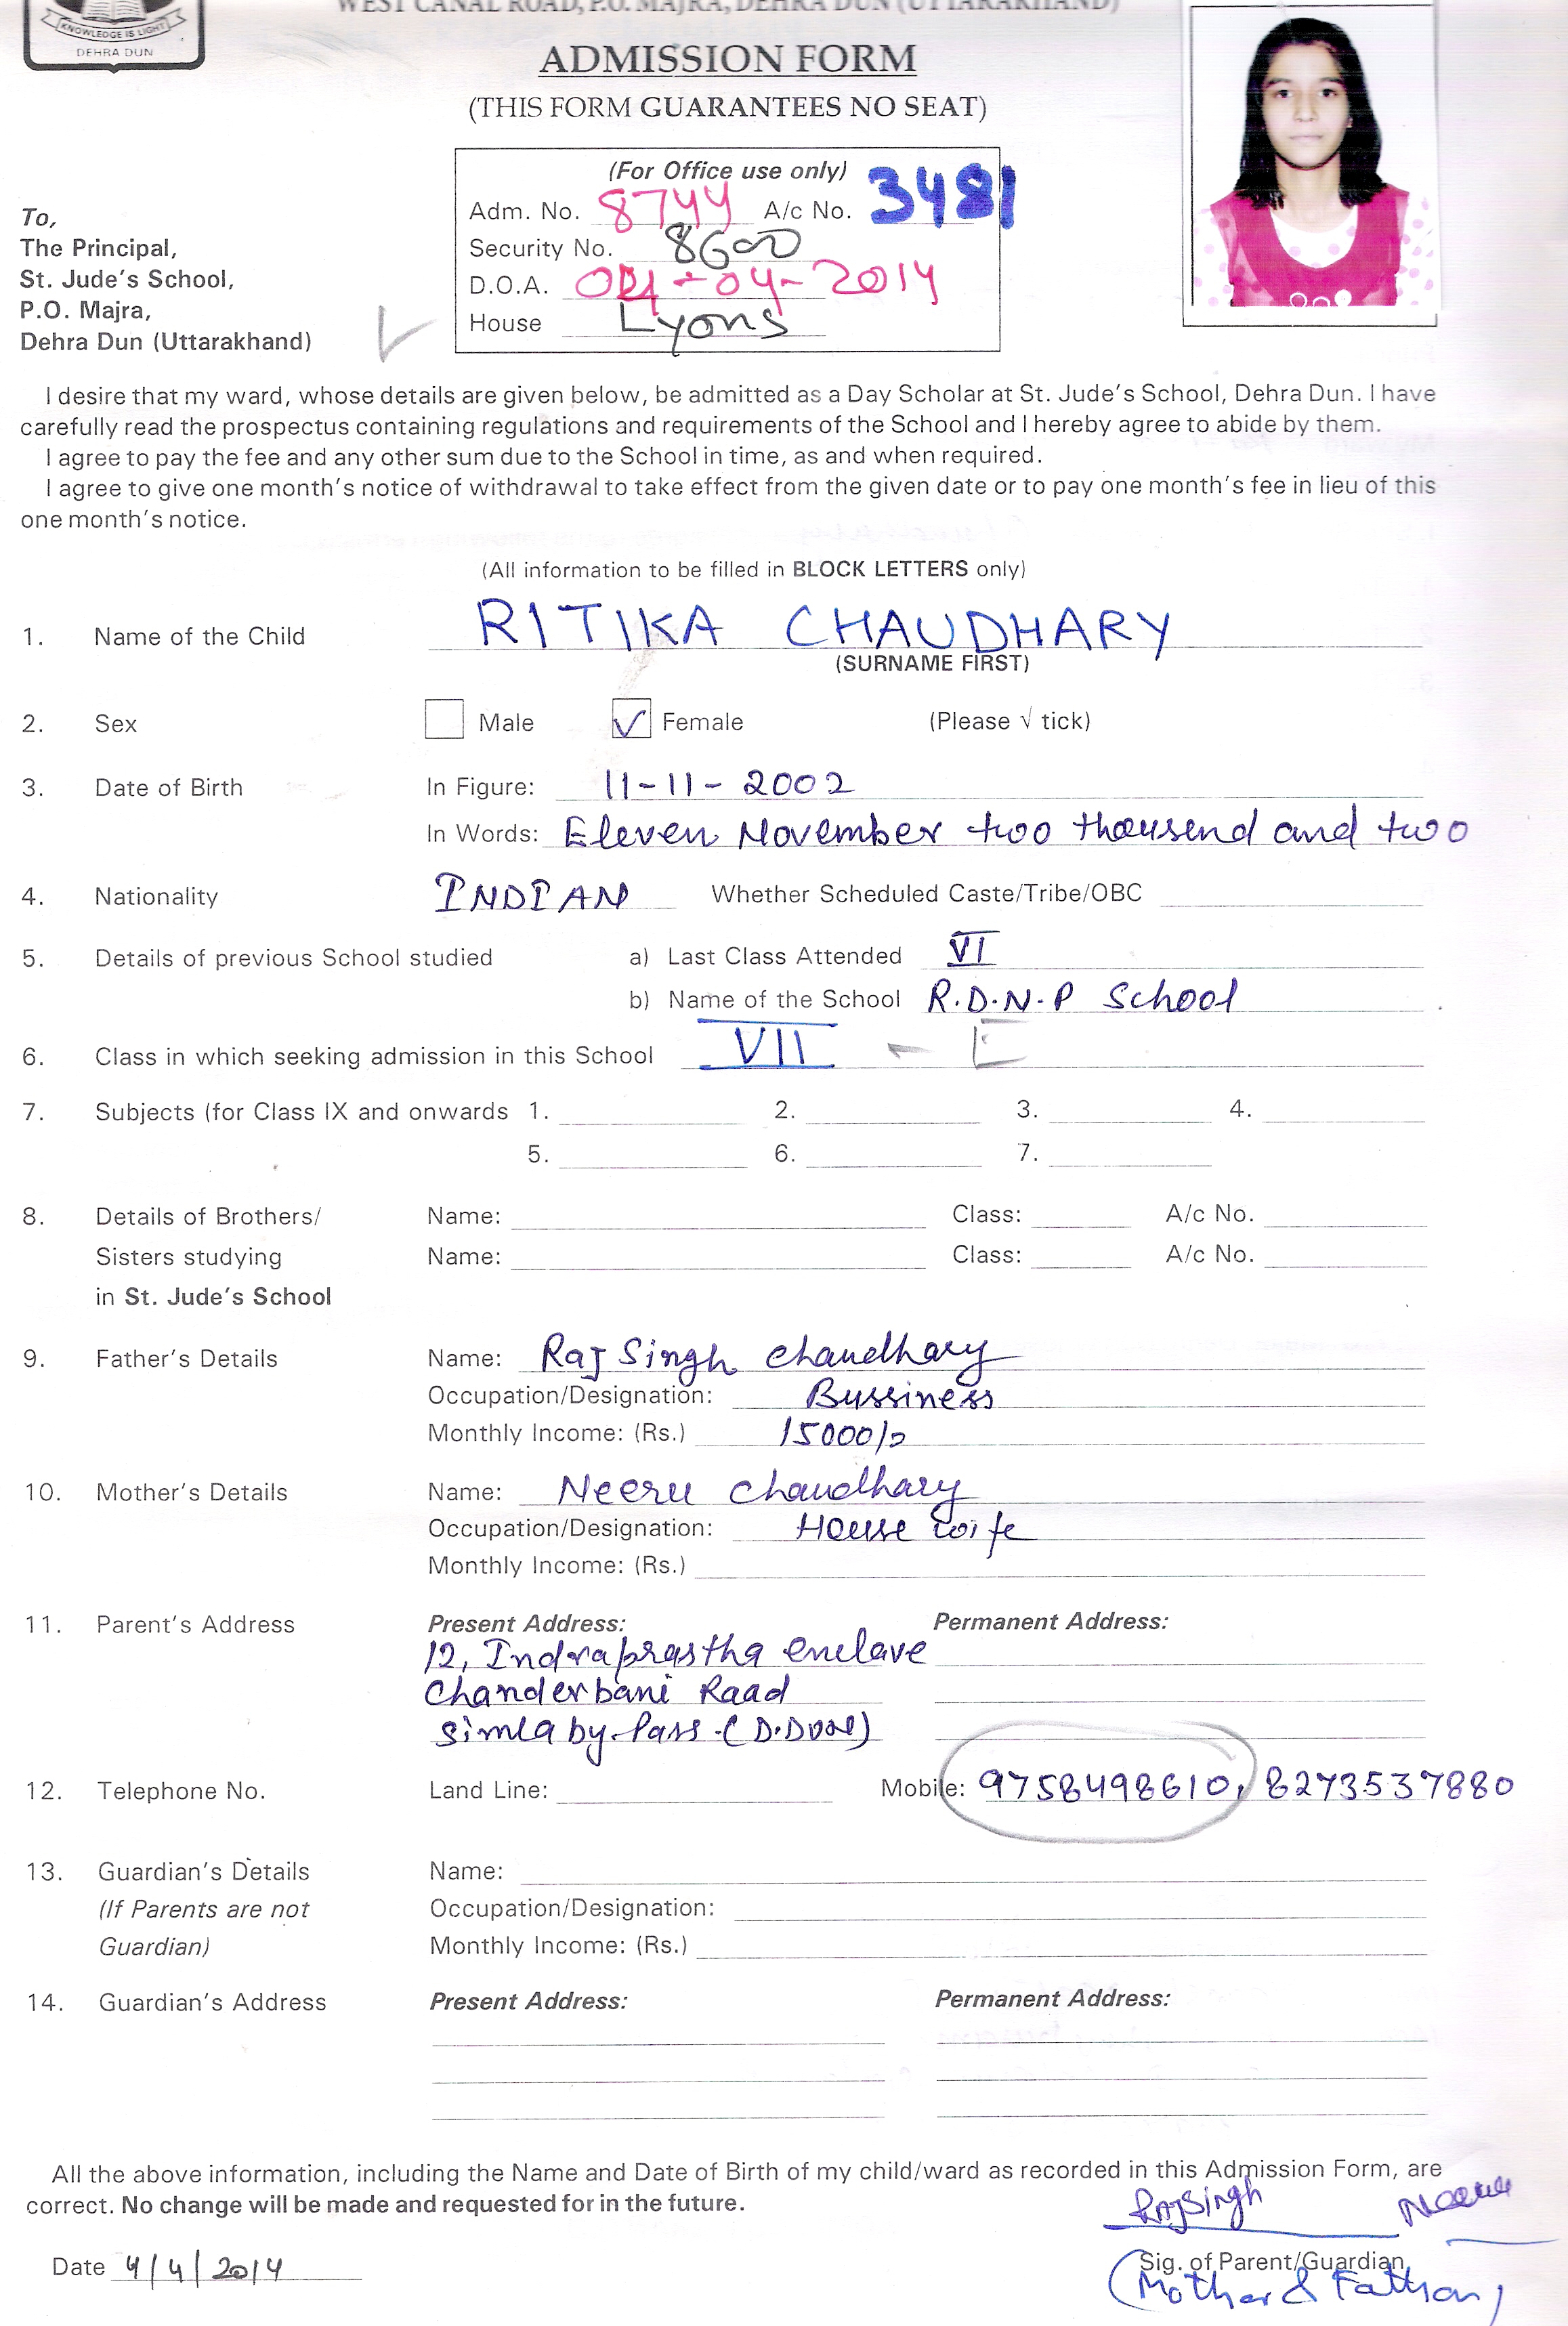 WEST CANAL ROAD, P.O. MAJRA, DEHRA DUN (UTTARAKHAND)
KNOWLEDGE IS LIGHT
DEHRA DUN
ADMISSION FORM
(THIS FORM GUARANTEES NO SEAT)
(For Office use only)
Adm. No. 8744 A/c No. 3481
Security No. 8600
D.O.A. 04-04-2014
House Lyons
To,
The Principal,
St. Jude's School,
P.O. Majra,
Dehra Dun (Uttarakhand)
I desire that my ward, whose details are given below, be admitted as a Day Scholar at St. Jude's School, Dehra Dun. I have
carefully read the prospectus containing regulations and requirements of the School and I hereby agree to abide by them.
I agree to pay the fee and any other sum due to the School in time, as and when required.
I agree to give one month's notice of withdrawal to take effect from the given date or to pay one month's fee in lieu of this
one month's notice.
(All information to be filled in BLOCK LETTERS only)
1. Name of the Child RITIKA CHAUDHARY
(SURNAME FIRST)
2. Sex Male ✓ Female (Please √ tick)
3. Date of Birth In Figure: 11-11-2002
In Words: Eleven November two thousend and two
4. Nationality INDIAN Whether Scheduled Caste/Tribe/OBC
5. Details of previous School studied a) Last Class Attended VI
b) Name of the School R.D.N.P School
6. Class in which seeking admission in this School VII - E
7. Subjects (for Class IX and onwards 1. 2. 3. 4.
5. 6. 7.
8. Details of Brothers/ Name: Class: A/c No.
Sisters studying Name: Class: A/c No.
in St. Jude's School
9. Father's Details Name: Raj Singh chaudhary
Occupation/Designation: Bussiness
Monthly Income: (Rs.) 15000/-
10. Mother's Details Name: Neeru chaudhary
Occupation/Designation: House wife
Monthly Income: (Rs.)
11. Parent's Address Present Address: Permanent Address:
12, Indraprastha enclave
Chanderbani Raad
Simla by-Pass-(D.DUN)
12. Telephone No. Land Line: Mobile: 9758498610, 8273537880
13. Guardian's Details Name:
(If Parents are not Occupation/Designation:
Guardian) Monthly Income: (Rs.)
14. Guardian's Address Present Address: Permanent Address:
All the above information, including the Name and Date of Birth of my child/ward as recorded in this Admission Form, are
correct. No change will be made and requested for in the future.
RajSingh Neeru
Date 4/4/2014 Sig. of Parent/Guardian
(Mother & Father)